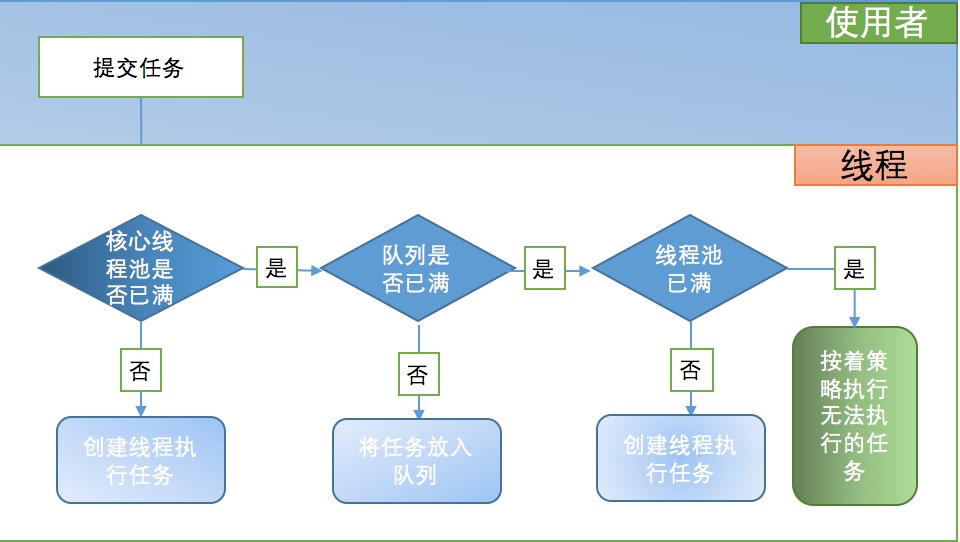 使用者
提交任务
线程
核心线
程池是
否已满
是
队列是
否已满
是
线程池
已满
是
否
否
否
创建线程执
行任务
将任务放入
队列
创建线程执
行任务
按着策
略执行
无法执
行的任
务